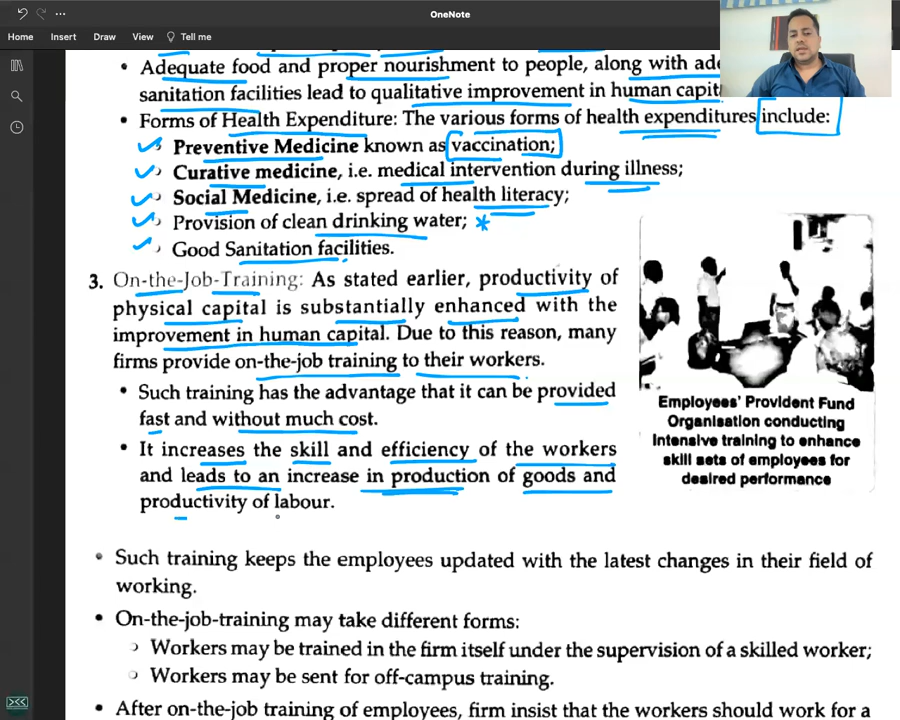 OneNote
Home Insert Draw View Tell me
• Adequate food and proper nourishment to people, along with
sanitation facilities lead to qualitative improvement in human
• Forms of Health Expenditure: The various forms of health expenditures include:
Preventive Medicine known as vaccination;
Curative medicine, i.e. medical intervention during illness;
Social Medicine, i.e. spread of health literacy;
Provision of clean drinking water; *
Good Sanitation facilities.
3. On-the-Job-Training: As stated earlier, productivity of
physical capital is substantially enhanced with the
improvement in human capital. Due to this reason, many
firms provide on-the-job training to their workers.
• Such training has the advantage that it can be provided
fast and without much cost.
• It increases the skill and efficiency of the workers
and leads to an increase in production of goods and
productivity of labour.
Employees' Provident Fund
Organisation conducting
Intensive training to enhance
skill sets of employees for
desired performance
• Such training keeps the employees updated with the latest changes in their field of
working.
• On-the-job-training may take different forms:
Workers may be trained in the firm itself under the supervision of a skilled worker;
Workers may be sent for off-campus training.
• After on-the-job training of employees, firm insist that the workers should work for a